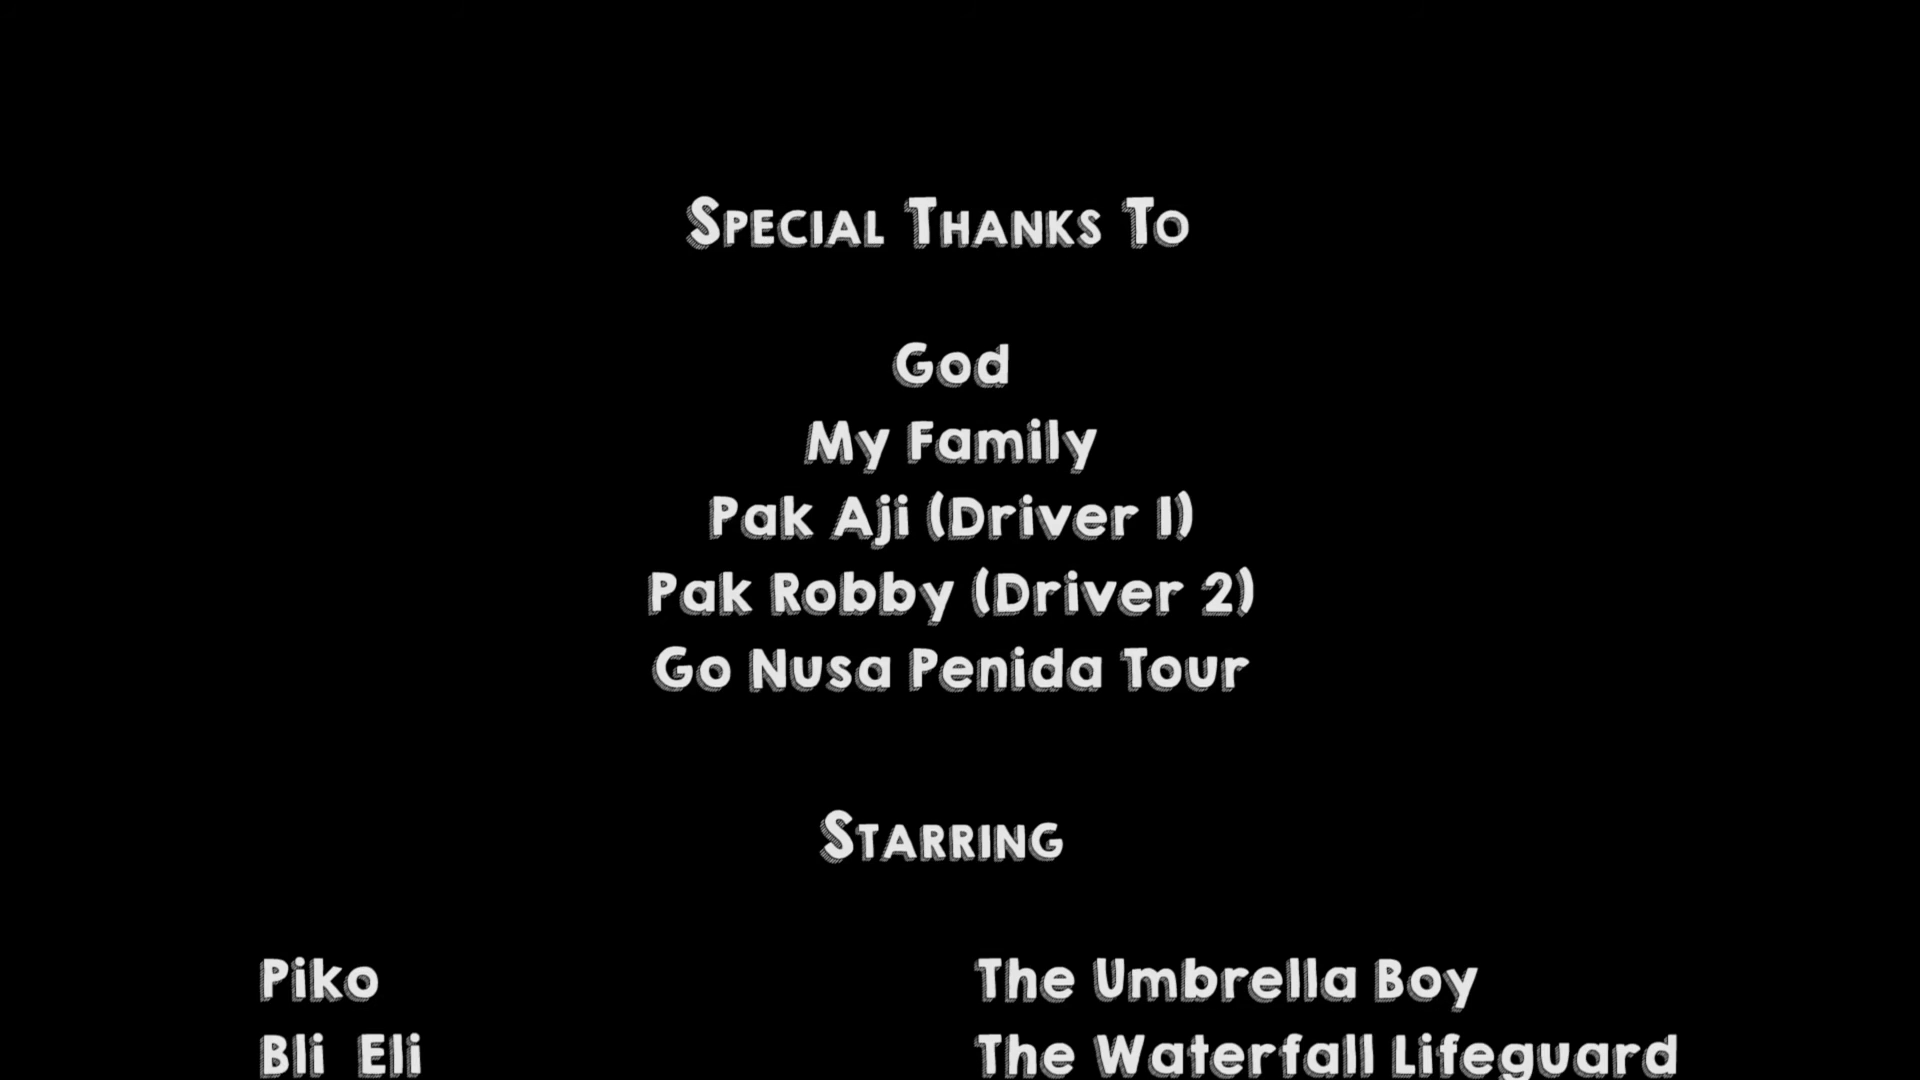 Special Thanks To
God
My Family
Pak Aji (Driver 1)
Pak Robby (Driver 2)
Go Nusa Penida Tour
Starring
Piko The Umbrella Boy
Bli Eli The Waterfall Lifeguard